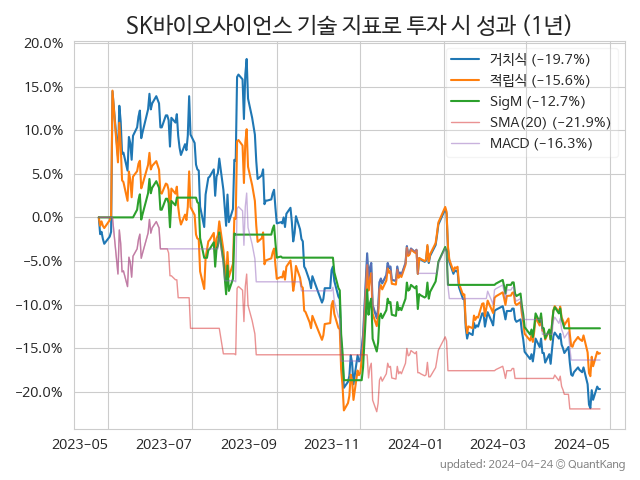 SK바이오사이언스 기술 지표로 투자 시 성과 (1년)
거치식 (−19.7%)
적립식 (−15.6%)
SigM (−12.7%)
SMA(20) (−21.9%)
MACD (−16.3%)
20.0%
15.0%
10.0%
5.0%
0.0%
−5.0%
−10.0%
−15.0%
−20.0%
2023-05 2023-07 2023-09 2023-11 2024-01 2024-03 2024-05
updated: 2024-04-24 © QuantKang